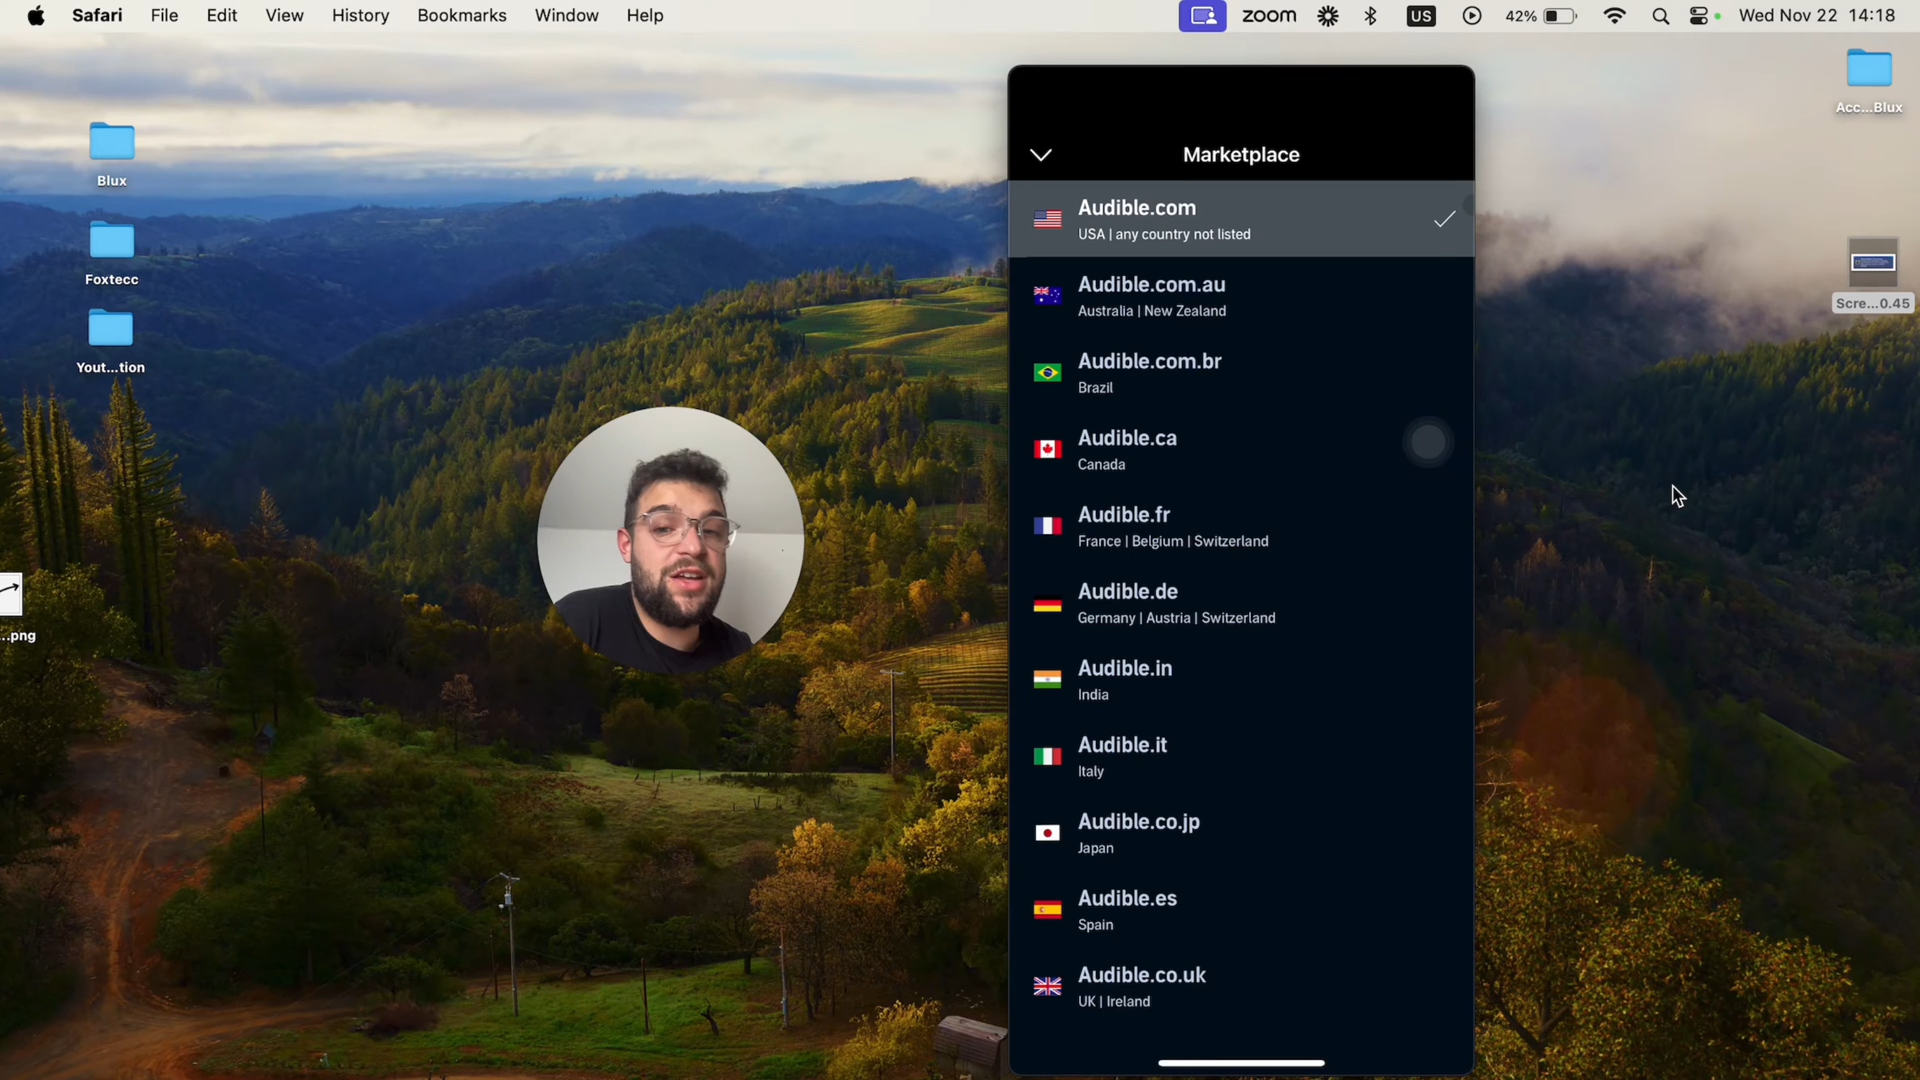 Safari File Edit View History Bookmarks Window Help zoom US 42% Wed Nov 22 14:18
Blux
Foxtecc
Yout...tion
...png
Acc...Blux
Scre...0.45
Marketplace
Audible.com
USA | any country not listed
Audible.com.au
Australia | New Zealand
Audible.com.br
Brazil
Audible.ca
Canada
Audible.fr
France | Belgium | Switzerland
Audible.de
Germany | Austria | Switzerland
Audible.in
India
Audible.it
Italy
Audible.co.jp
Japan
Audible.es
Spain
Audible.co.uk
UK | Ireland